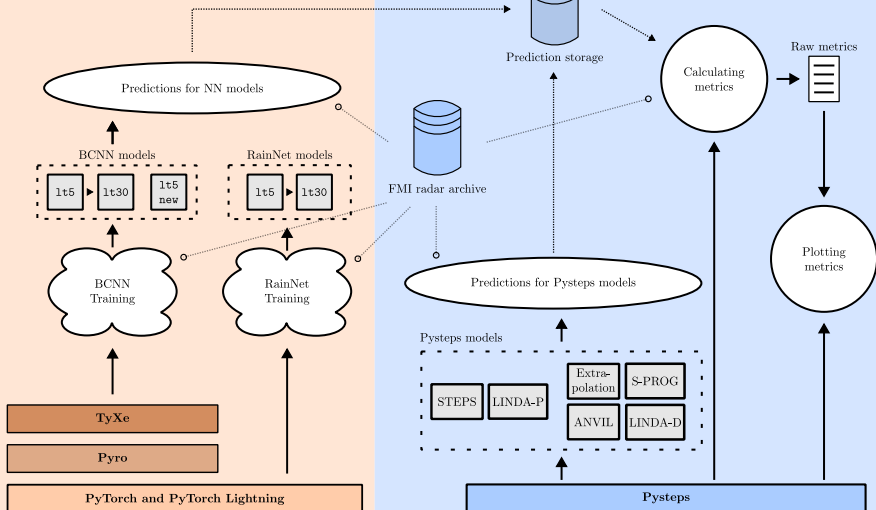 Prediction storage
Raw metrics
Predictions for NN models
Calculating
metrics
BCNN models
RainNet models
lt5
lt30
lt5
new
lt5
lt30
FMI radar archive
BCNN
Training
RainNet
Training
Predictions for Pysteps models
Plotting
metrics
Pysteps models
STEPS
LINDA-P
Extra-
polation
S-PROG
ANVIL
LINDA-D
TyXe
Pyro
PyTorch and PyTorch Lightning
Pysteps